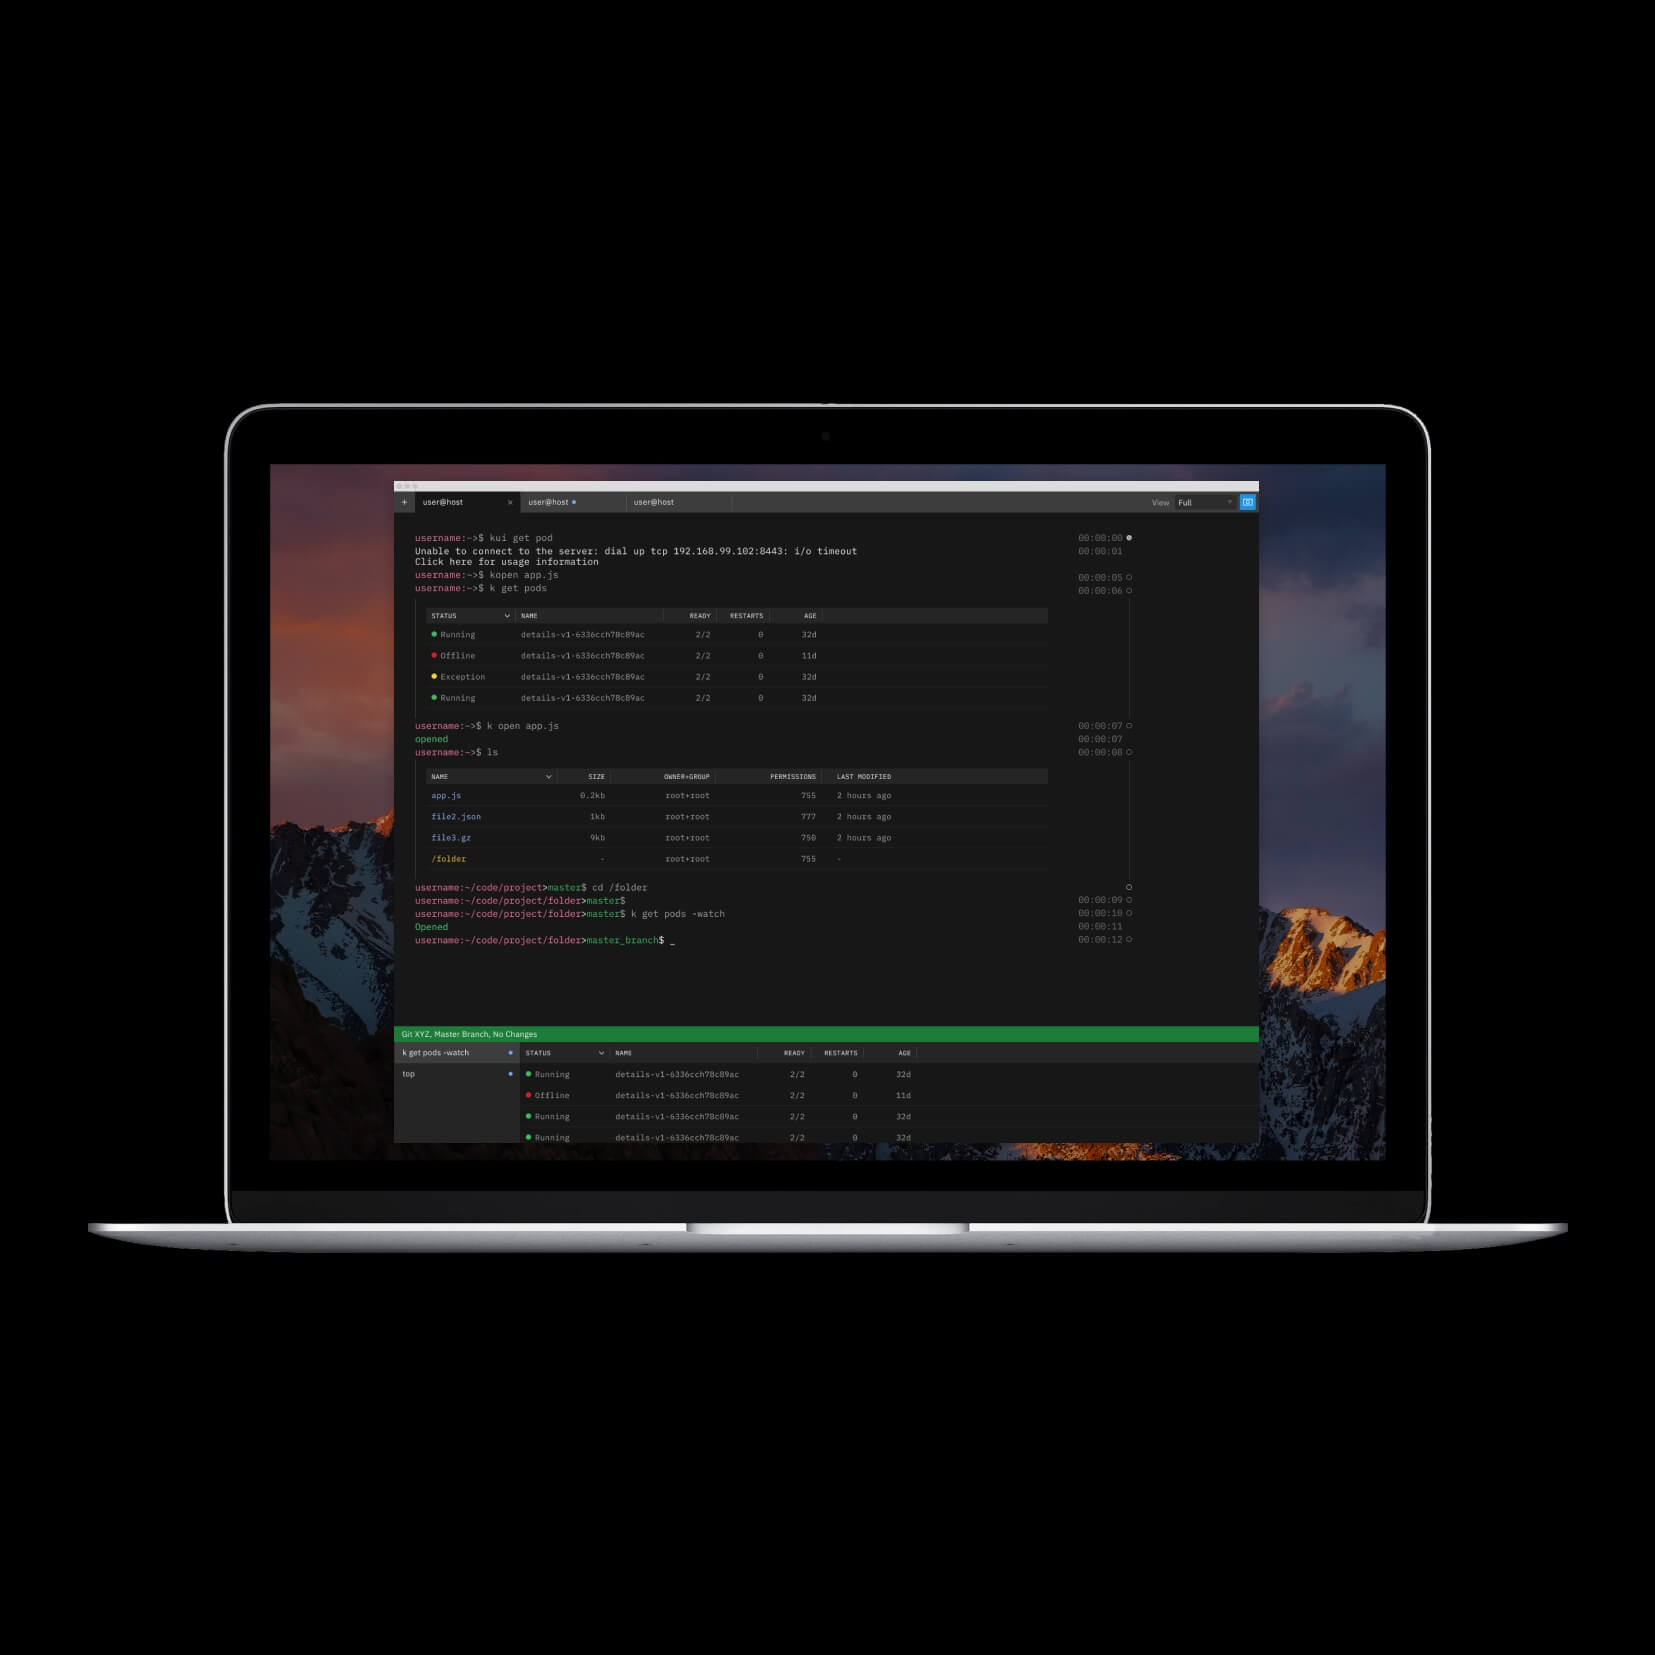 + user@host × user@host user@host View Full
username:~>$ kui get pod 00:00:00
Unable to connect to the server: dial up tcp 192.168.99.102:8443: i/o timeout 00:00:01
Click here for usage information
username:~>$ kopen app.js 00:00:05
username:~>$ k get pods 00:00:06
STATUS NAME READY RESTARTS AGE
Running details-v1-6336cch78c89ac 2/2 0 32d
Offline details-v1-6336cch78c89ac 2/2 0 11d
Exception details-v1-6336cch78c89ac 2/2 0 32d
Running details-v1-6336cch78c89ac 2/2 0 32d
username:~>$ k open app.js 00:00:07
opened 00:00:07
username:~>$ ls 00:00:08
NAME SIZE OWNER+GROUP PERMISSIONS LAST MODIFIED
app.js 0.2kb root+root 755 2 hours ago
file2.json 1kb root+root 777 2 hours ago
file3.gz 9kb root+root 750 2 hours ago
/folder - root+root 755 -
username:~/code/project>master$ cd /folder
username:~/code/project/folder>master$ 00:00:09
username:~/code/project/folder>master$ k get pods -watch 00:00:10
Opened 00:00:11
username:~/code/project/folder>master_branch$ _ 00:00:12
Git XYZ, Master Branch, No Changes
k get pods -watch STATUS NAME READY RESTARTS AGE
top Running details-v1-6336cch78c89ac 2/2 0 32d
Offline details-v1-6336cch78c89ac 2/2 0 11d
Running details-v1-6336cch78c89ac 2/2 0 32d
Running details-v1-6336cch78c89ac 2/2 0 32d